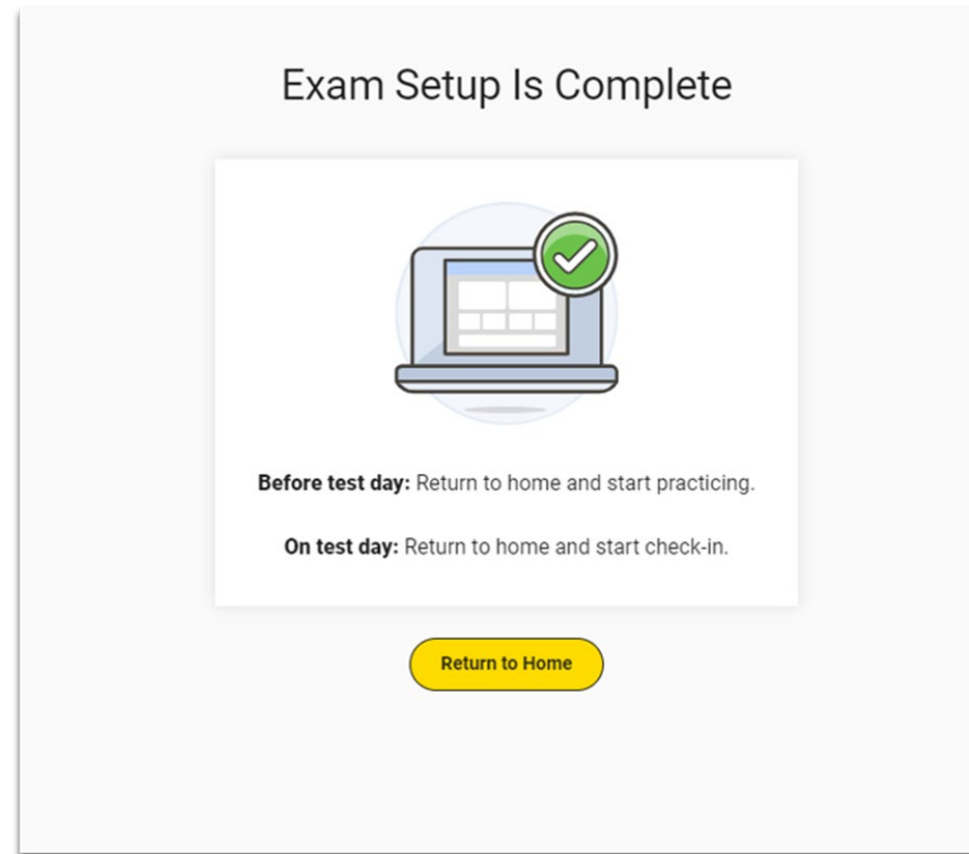 Exam Setup Is Complete
Before test day: Return to home and start practicing.
On test day: Return to home and start check-in.
Return to Home